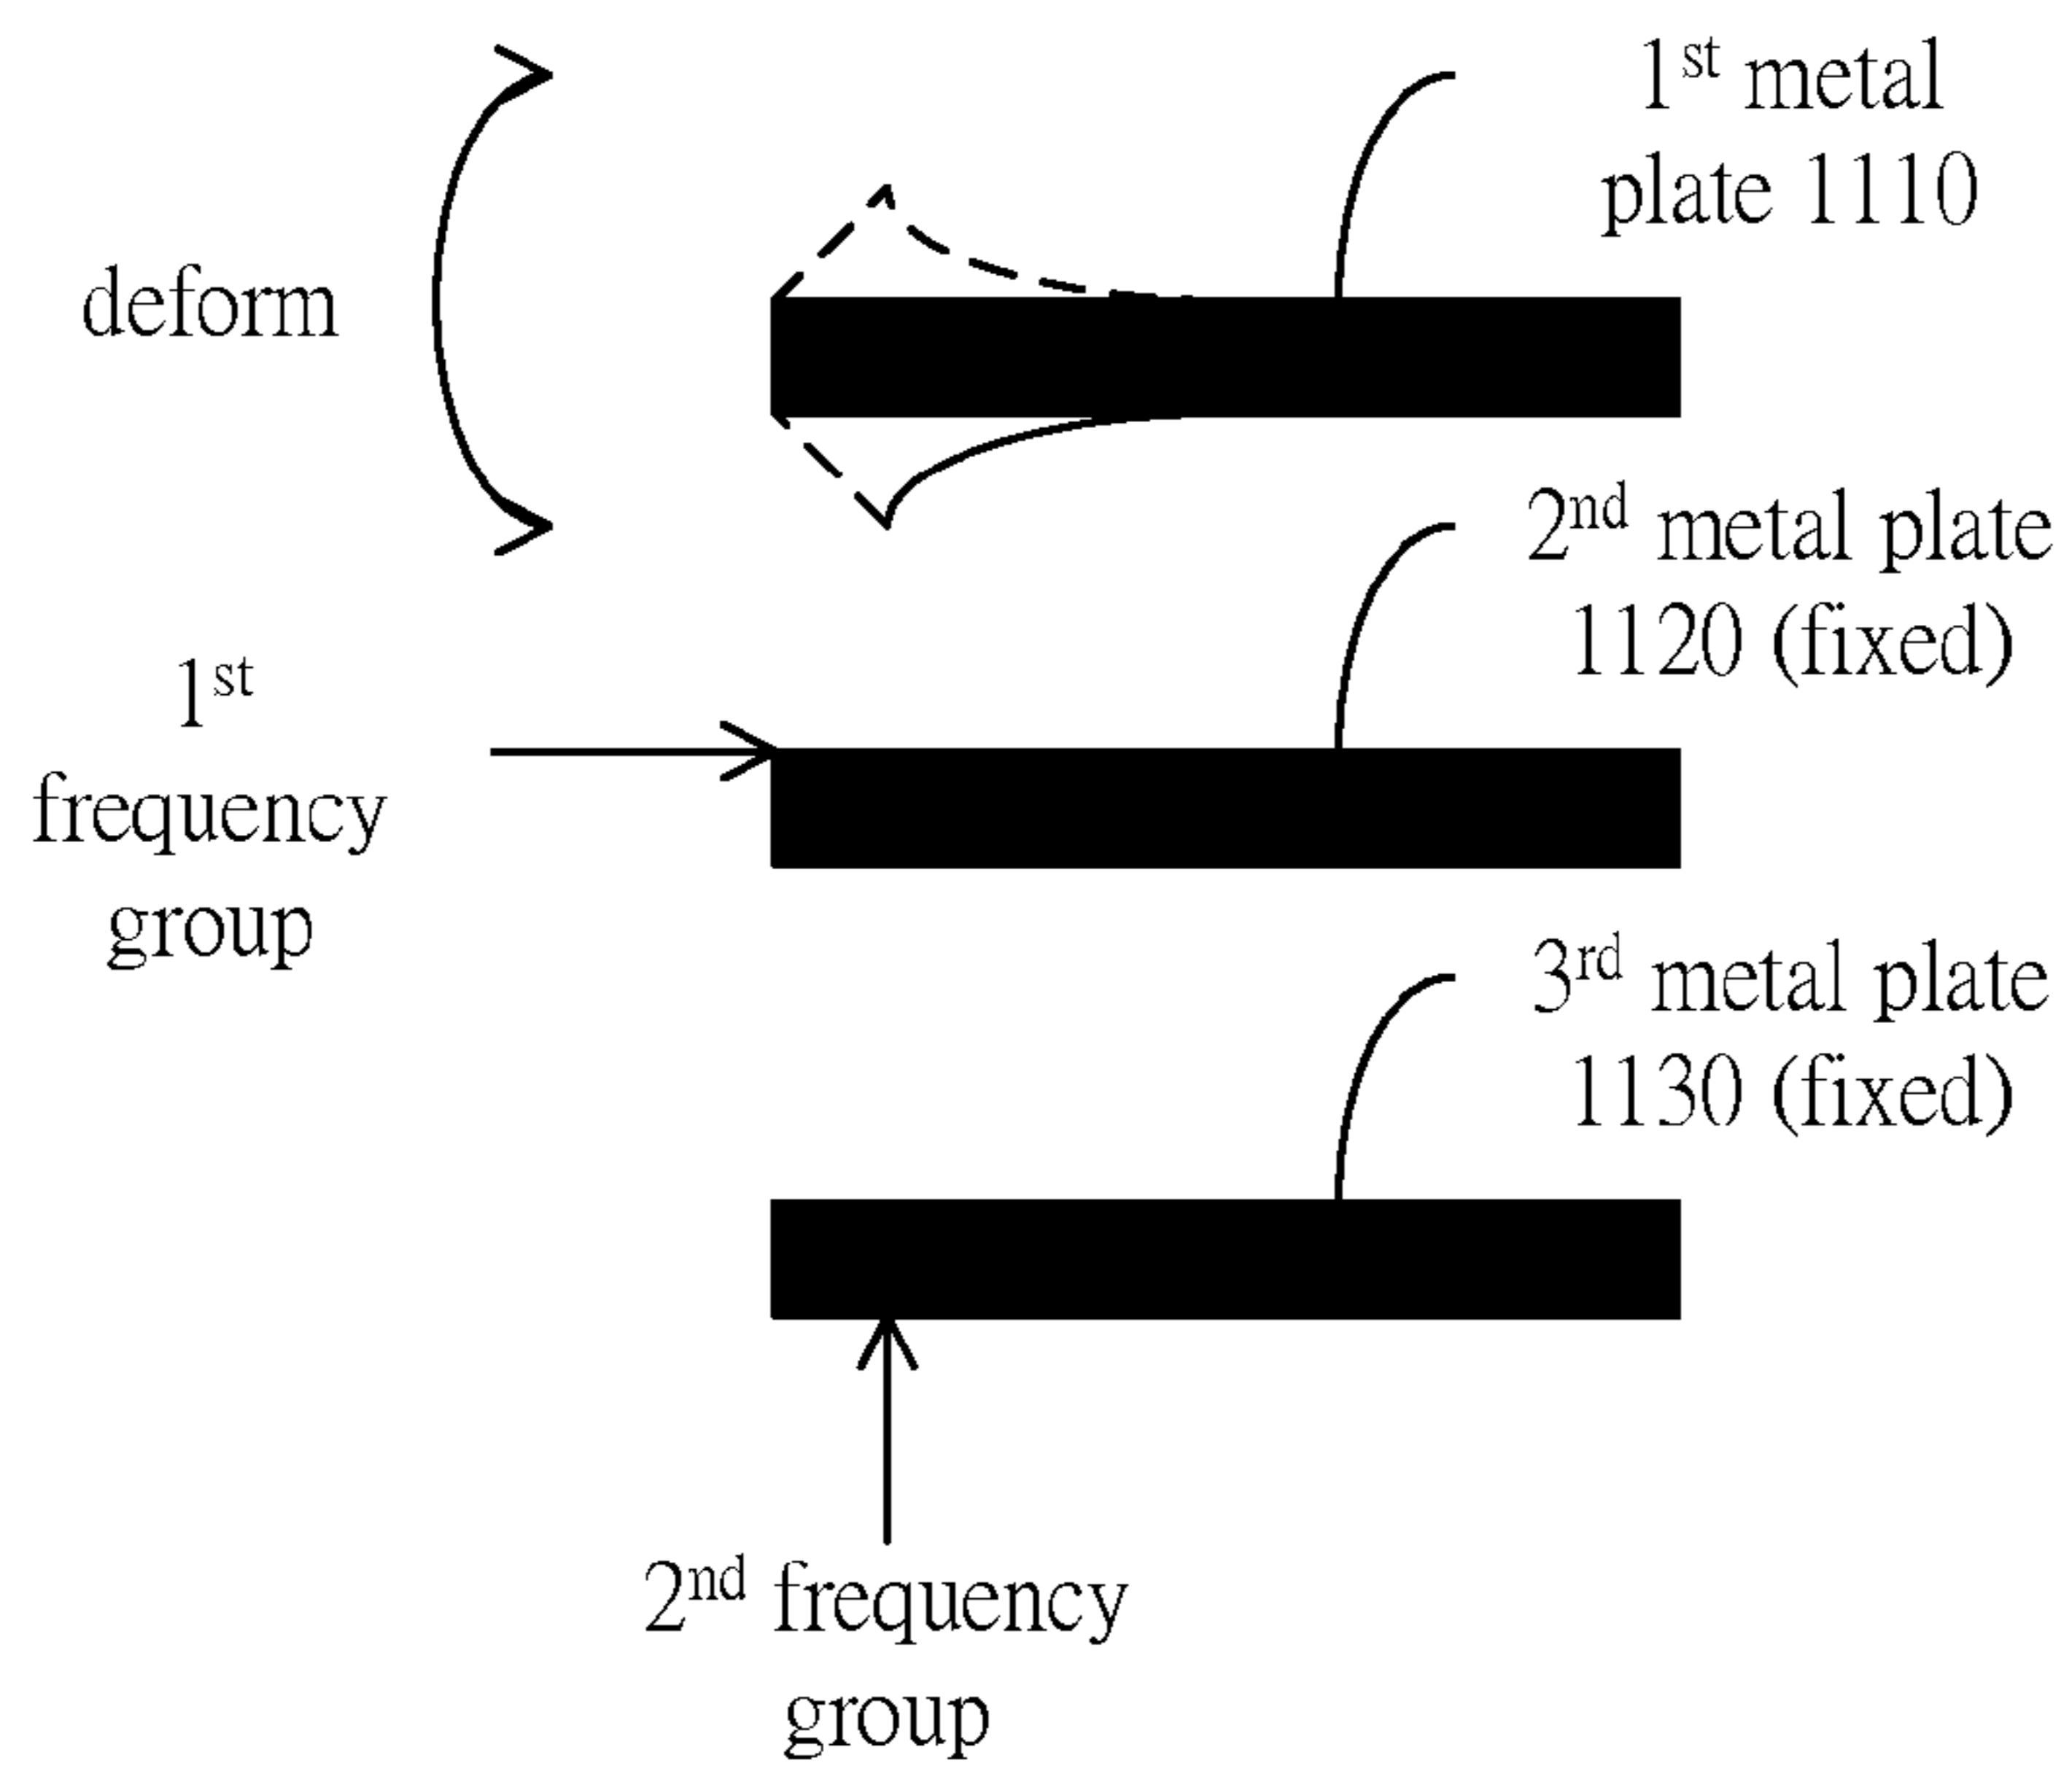 1st metal
plate 1110
deform
2nd metal plate
1120 (fixed)
1st
frequency
group
3rd metal plate
1130 (fixed)
2nd frequency
group